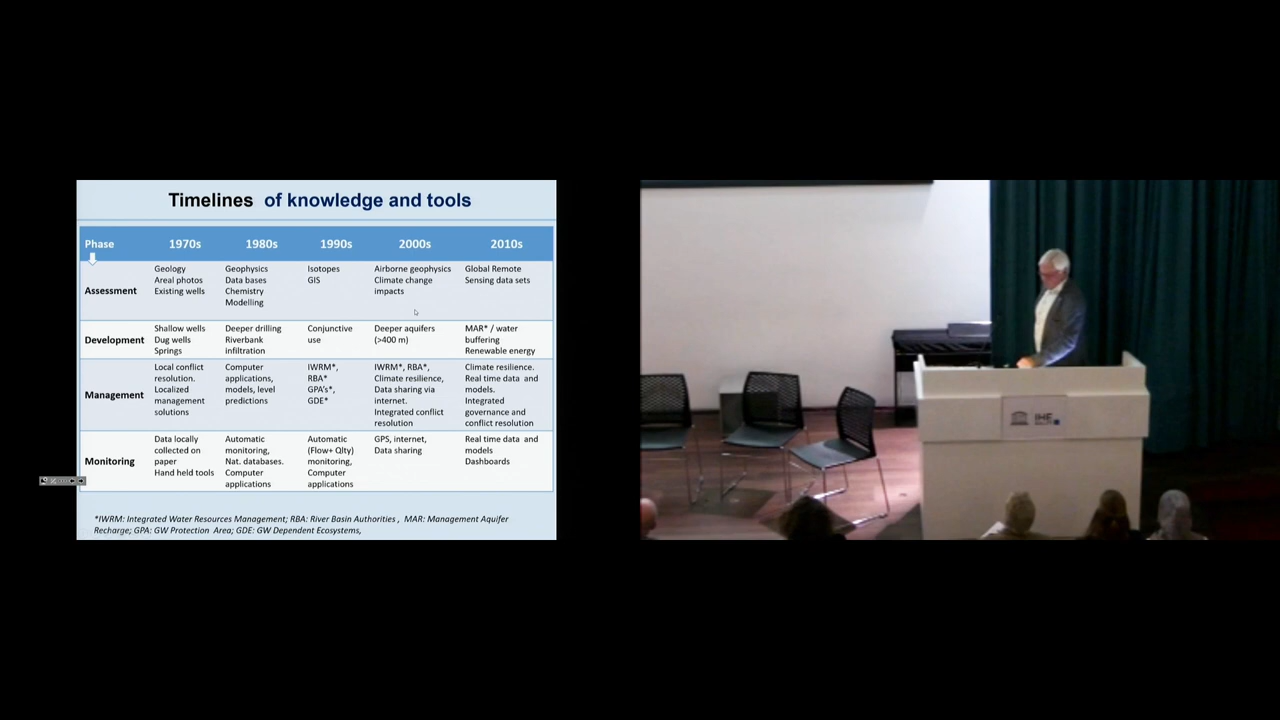 Timelines of knowledge and tools
Phase 1970s 1980s 1990s 2000s 2010s
Assessment
Geology
Areal photos
Existing wells
Geophysics
Data bases
Chemistry
Modelling
Isotopes
GIS
Airborne geophysics
Climate change
impacts
Global Remote
Sensing data sets
Development
Shallow wells
Dug wells
Springs
Deeper drilling
Riverbank
infiltration
Conjunctive
use
Deeper aquifers
(>400 m)
MAR* / water
buffering
Renewable energy
Management
Local conflict
resolution.
Localized
management
solutions
Computer
applications,
models, level
predictions
IWRM*,
RBA*
GPA's*,
GDE*
IWRM*, RBA*,
Climate resilience,
Data sharing via
internet.
Integrated conflict
resolution
Climate resilience.
Real time data and
models.
Integrated
governance and
conflict resolution
Monitoring
Data locally
collected on
paper
Hand held tools
Automatic
monitoring,
Nat. databases.
Computer
applications
Automatic
(Flow+ Qlty)
monitoring,
Computer
applications
GPS, internet,
Data sharing
Real time data and
models
Dashboards
*IWRM: Integrated Water Resources Management; RBA: River Basin Authorities , MAR: Management Aquifer
Recharge; GPA: GW Protection Area; GDE: GW Dependent Ecosystems,
IHE